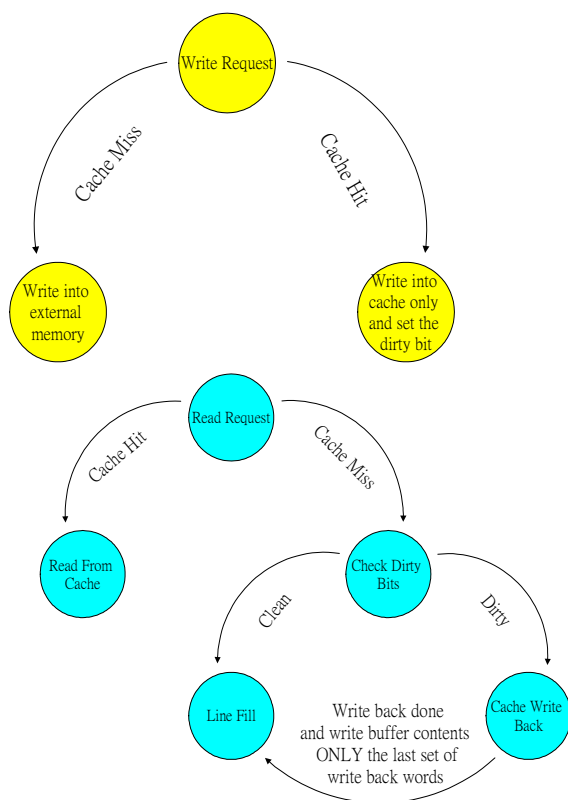 Write Request
Cache Miss
Cache Hit
Write into
external
memory
Write into
cache only
and set the
dirty bit
Read Request
Cache Hit
Cache Miss
Read From
Cache
Check Dirty
Bits
Clean
Dirty
Line Fill
Write back done
and write buffer contents
ONLY the last set of
write back words
Cache Write
Back